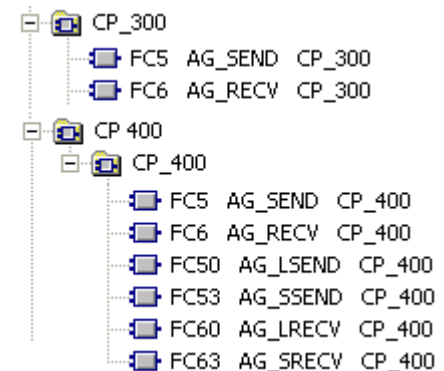 CP_300
FC5 AG_SEND CP_300
FC6 AG_RECV CP_300
CP 400
CP_400
FC5 AG_SEND CP_400
FC6 AG_RECV CP_400
FC50 AG_LSEND CP_400
FC53 AG_SSEND CP_400
FC60 AG_LRECV CP_400
FC63 AG_SRECV CP_400